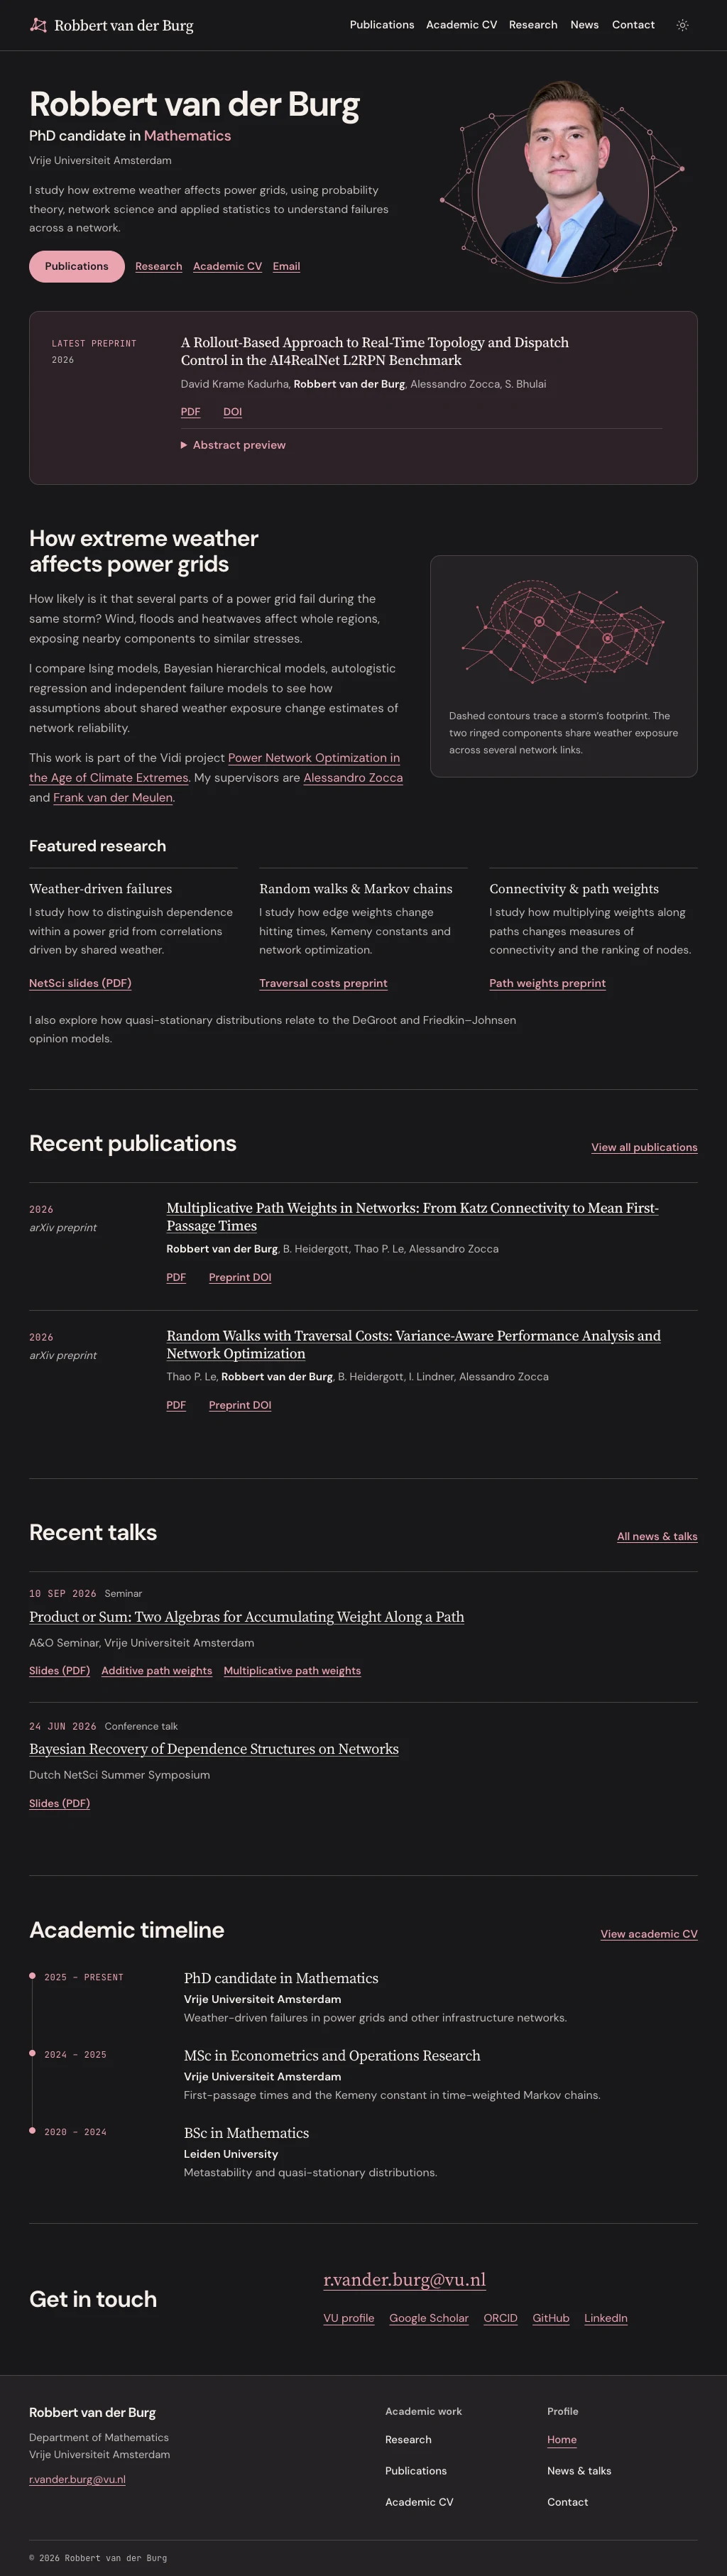 Robbert van der Burg
Publications Academic CV Research News Contact
Robbert van der Burg
PhD candidate in Mathematics
Vrije Universiteit Amsterdam
I study how extreme weather affects power grids, using probability
theory, network science and applied statistics to understand failures
across a network.
Publications Research Academic CV Email
LATEST PREPRINT
2026
A Rollout-Based Approach to Real-Time Topology and Dispatch
Control in the AI4RealNet L2RPN Benchmark
David Krame Kadurha, Robbert van der Burg, Alessandro Zocca, S. Bhulai
PDF DOI
Abstract preview
How extreme weather
affects power grids
How likely is it that several parts of a power grid fail during the
same storm? Wind, floods and heatwaves affect whole regions,
exposing nearby components to similar stresses.
I compare Ising models, Bayesian hierarchical models, autologistic
regression and independent failure models to see how
assumptions about shared weather exposure change estimates of
network reliability.
This work is part of the Vidi project Power Network Optimization in
the Age of Climate Extremes. My supervisors are Alessandro Zocca
and Frank van der Meulen.
Dashed contours trace a storm's footprint. The
two ringed components share weather exposure
across several network links.
Featured research
Weather-driven failures
I study how to distinguish dependence
within a power grid from correlations
driven by shared weather.
NetSci slides (PDF)
Random walks & Markov chains
I study how edge weights change
hitting times, Kemeny constants and
network optimization.
Traversal costs preprint
Connectivity & path weights
I study how multiplying weights along
paths changes measures of
connectivity and the ranking of nodes.
Path weights preprint
I also explore how quasi-stationary distributions relate to the DeGroot and Friedkin–Johnsen
opinion models.
Recent publications
View all publications
2026
arXiv preprint
Multiplicative Path Weights in Networks: From Katz Connectivity to Mean First-
Passage Times
Robbert van der Burg, B. Heidergott, Thao P. Le, Alessandro Zocca
PDF Preprint DOI
2026
arXiv preprint
Random Walks with Traversal Costs: Variance-Aware Performance Analysis and
Network Optimization
Thao P. Le, Robbert van der Burg, B. Heidergott, I. Lindner, Alessandro Zocca
PDF Preprint DOI
Recent talks
All news & talks
10 SEP 2026 Seminar
Product or Sum: Two Algebras for Accumulating Weight Along a Path
A&O Seminar, Vrije Universiteit Amsterdam
Slides (PDF) Additive path weights Multiplicative path weights
24 JUN 2026 Conference talk
Bayesian Recovery of Dependence Structures on Networks
Dutch NetSci Summer Symposium
Slides (PDF)
Academic timeline
View academic CV
2025 – PRESENT
PhD candidate in Mathematics
Vrije Universiteit Amsterdam
Weather-driven failures in power grids and other infrastructure networks.
2024 – 2025
MSc in Econometrics and Operations Research
Vrije Universiteit Amsterdam
First-passage times and the Kemeny constant in time-weighted Markov chains.
2020 – 2024
BSc in Mathematics
Leiden University
Metastability and quasi-stationary distributions.
Get in touch
r.vander.burg@vu.nl
VU profile Google Scholar ORCID GitHub LinkedIn
Robbert van der Burg
Department of Mathematics
Vrije Universiteit Amsterdam
r.vander.burg@vu.nl
Academic work
Research
Publications
Academic CV
Profile
Home
News & talks
Contact
© 2026 Robbert van der Burg